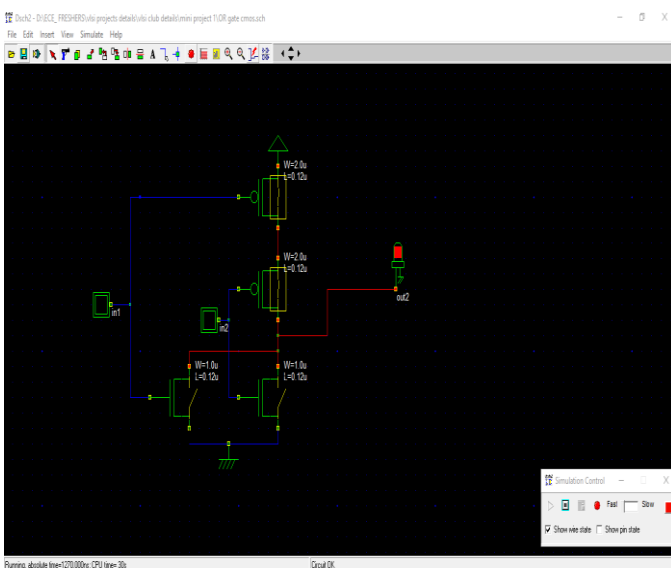 Dsch2 - D:\ECE_FRESHERS\vlsi projects details\vlsi club details\mini project 1\OR gate cmos.sch
File Edit Insert View Simulate Help
W=2.0u
L=0.12u
W=2.0u
L=0.12u
out2
in1
in2
W=1.0u
L=0.12u
W=1.0u
L=0.12u
Simulation Control
Fast Slow
Show wire state Show pin state
Running, absolute time=1270.000ns; CPU time= 30s
Circuit OK